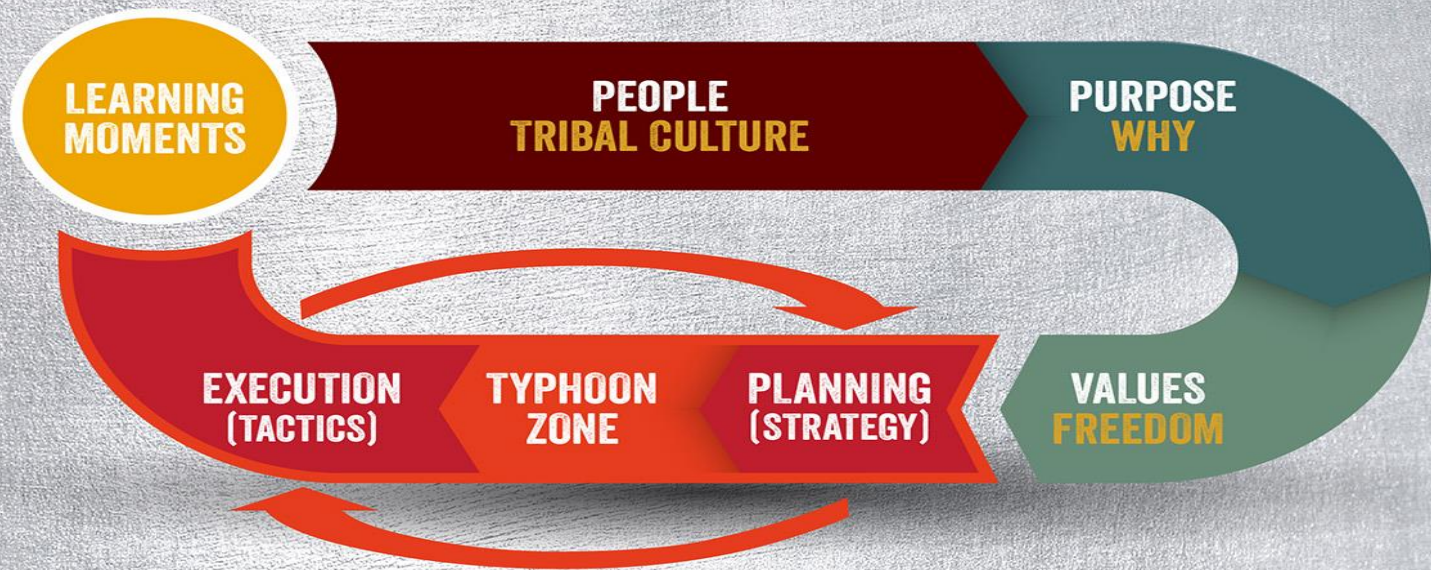 LEARNING
MOMENTS
PEOPLE
TRIBAL CULTURE
PURPOSE
WHY
VALUES
FREEDOM
PLANNING
(STRATEGY)
TYPHOON
ZONE
EXECUTION
(TACTICS)